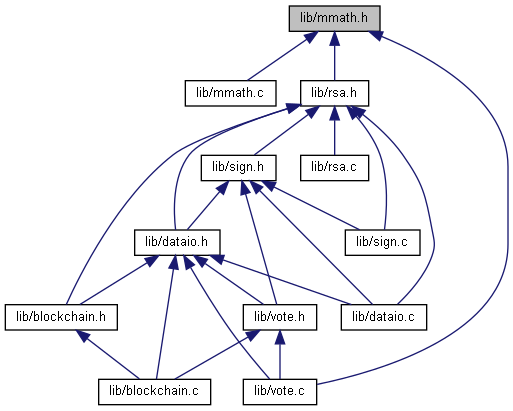 lib/mmath.h
lib/mmath.c
lib/rsa.h
lib/sign.h
lib/rsa.c
lib/dataio.h
lib/sign.c
lib/blockchain.h
lib/vote.h
lib/dataio.c
lib/blockchain.c
lib/vote.c